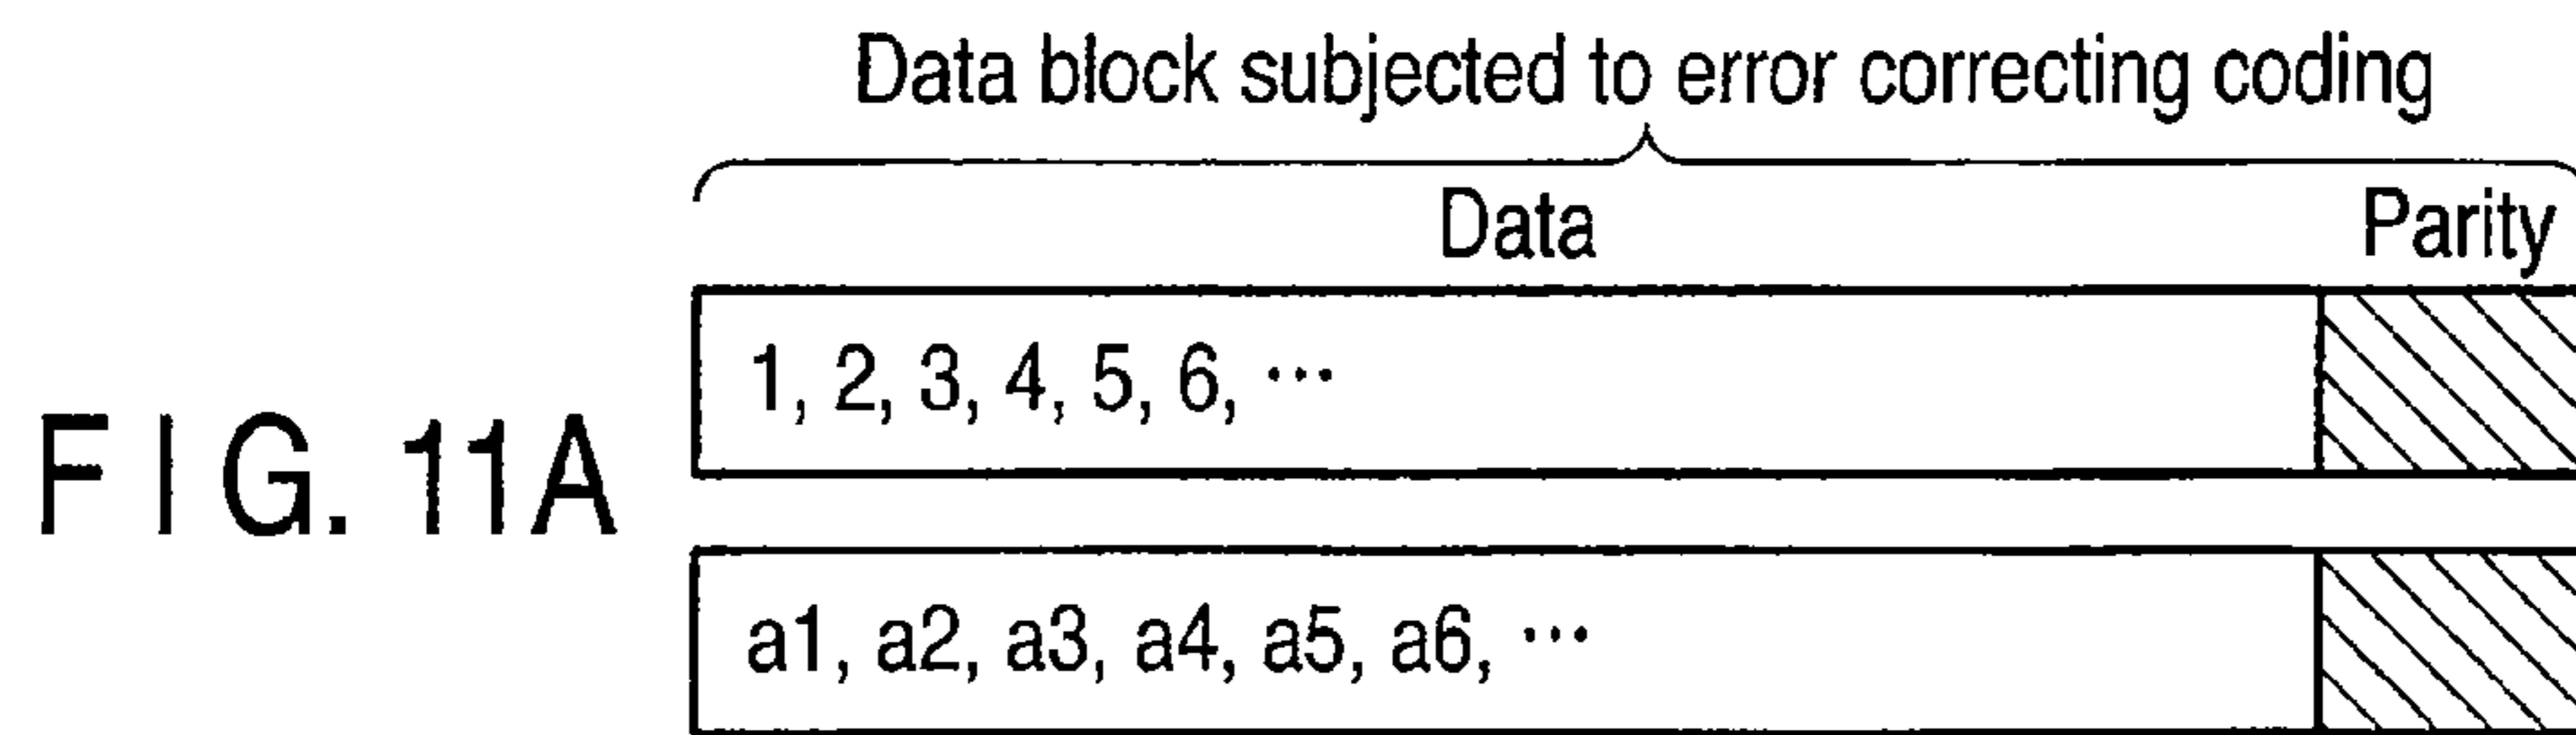 Data block subjected to error correcting coding
Data Parity
1, 2, 3, 4, 5, 6, ···
FIG. 11A
a1, a2, a3, a4, a5, a6, ···